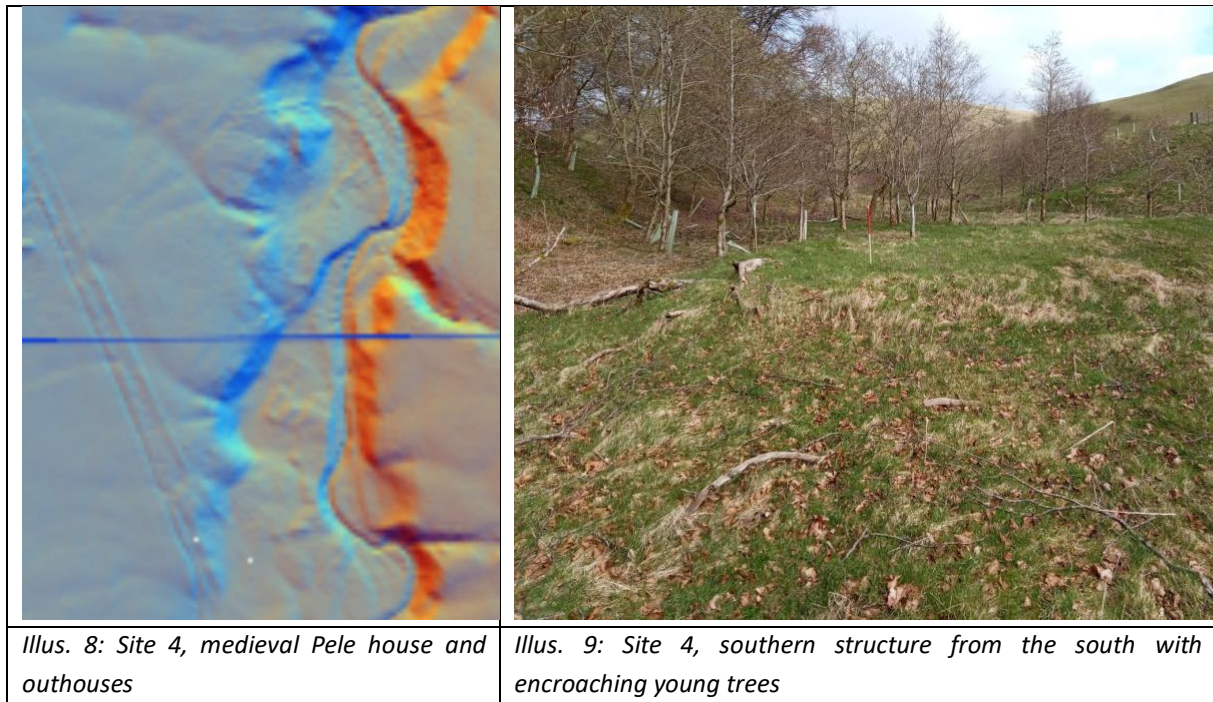 Illus. 8: Site 4, medieval Pele house and
outhouses
Illus. 9: Site 4, southern structure from the south with
encroaching young trees